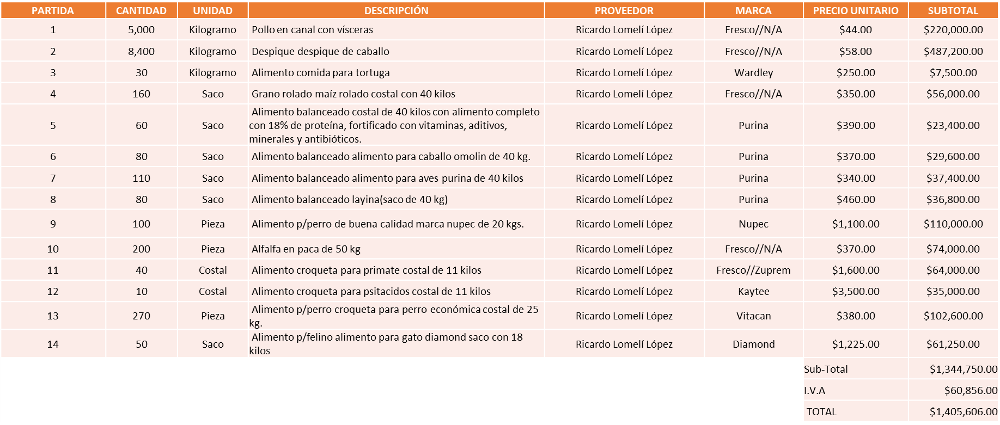 PARTIDA CANTIDAD UNIDAD DESCRIPCIÓN PROVEEDOR MARCA PRECIO UNITARIO SUBTOTAL
1 5,000 Kilogramo Pollo en canal con vísceras Ricardo Lomelí López Fresco//N/A $44.00 $220,000.00
2 8,400 Kilogramo Despique despique de caballo Ricardo Lomelí López Fresco//N/A $58.00 $487,200.00
3 30 Kilogramo Alimento comida para tortuga Ricardo Lomelí López Wardley $250.00 $7,500.00
4 160 Saco Grano rolado maíz rolado costal con 40 kilos Ricardo Lomelí López Fresco//N/A $350.00 $56,000.00
Alimento balanceado costal de 40 kilos con alimento completo
5 60 Saco con 18% de proteína, fortificado con vitaminas, aditivos, Ricardo Lomelí López Purina $390.00 $23,400.00
minerales y antibióticos.
6 80 Saco Alimento balanceado alimento para caballo omolin de 40 kg. Ricardo Lomelí López Purina $370.00 $29,600.00
7 110 Saco Alimento balanceado alimento para aves purina de 40 kilos Ricardo Lomelí López Purina $340.00 $37,400.00
8 80 Saco Alimento balanceado layina(saco de 40 kg) Ricardo Lomelí López Purina $460.00 $36,800.00
9 100 Pieza Alimento p/perro de buena calidad marca nupec de 20 kgs. Ricardo Lomelí López Nupec $1,100.00 $110,000.00
10 200 Pieza Alfalfa en paca de 50 kg Ricardo Lomelí López Fresco//N/A $370.00 $74,000.00
11 40 Costal Alimento croqueta para primate costal de 11 kilos Ricardo Lomelí López Fresco//Zuprem $1,600.00 $64,000.00
12 10 Costal Alimento croqueta para psitacidos costal de 11 kilos Ricardo Lomelí López Kaytee $3,500.00 $35,000.00
13 270 Pieza Alimento p/perro croqueta para perro económica costal de 25 Ricardo Lomelí López Vitacan $380.00 $102,600.00
kg.
14 50 Saco Alimento p/felino alimento para gato diamond saco con 18 Ricardo Lomelí López Diamond $1,225.00 $61,250.00
kilos
Sub-Total $1,344,750.00
I.V.A $60,856.00
TOTAL $1,405,606.00